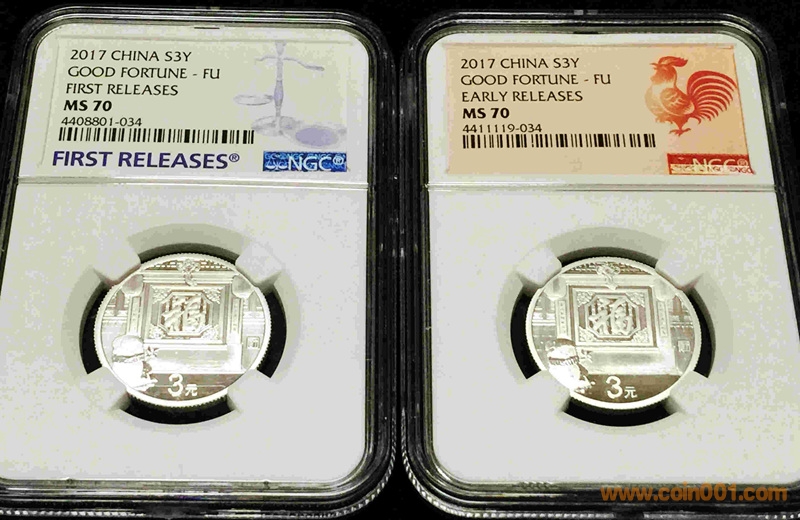 2017 CHINA S3Y
GOOD FORTUNE - FU
FIRST RELEASES
MS 70
4408801-034
FIRST RELEASES®
NGC®
2017 CHINA S3Y
GOOD FORTUNE - FU
EARLY RELEASES
MS 70
4411119-034
NGC®
福
3元
福
3元
www.coin001.com